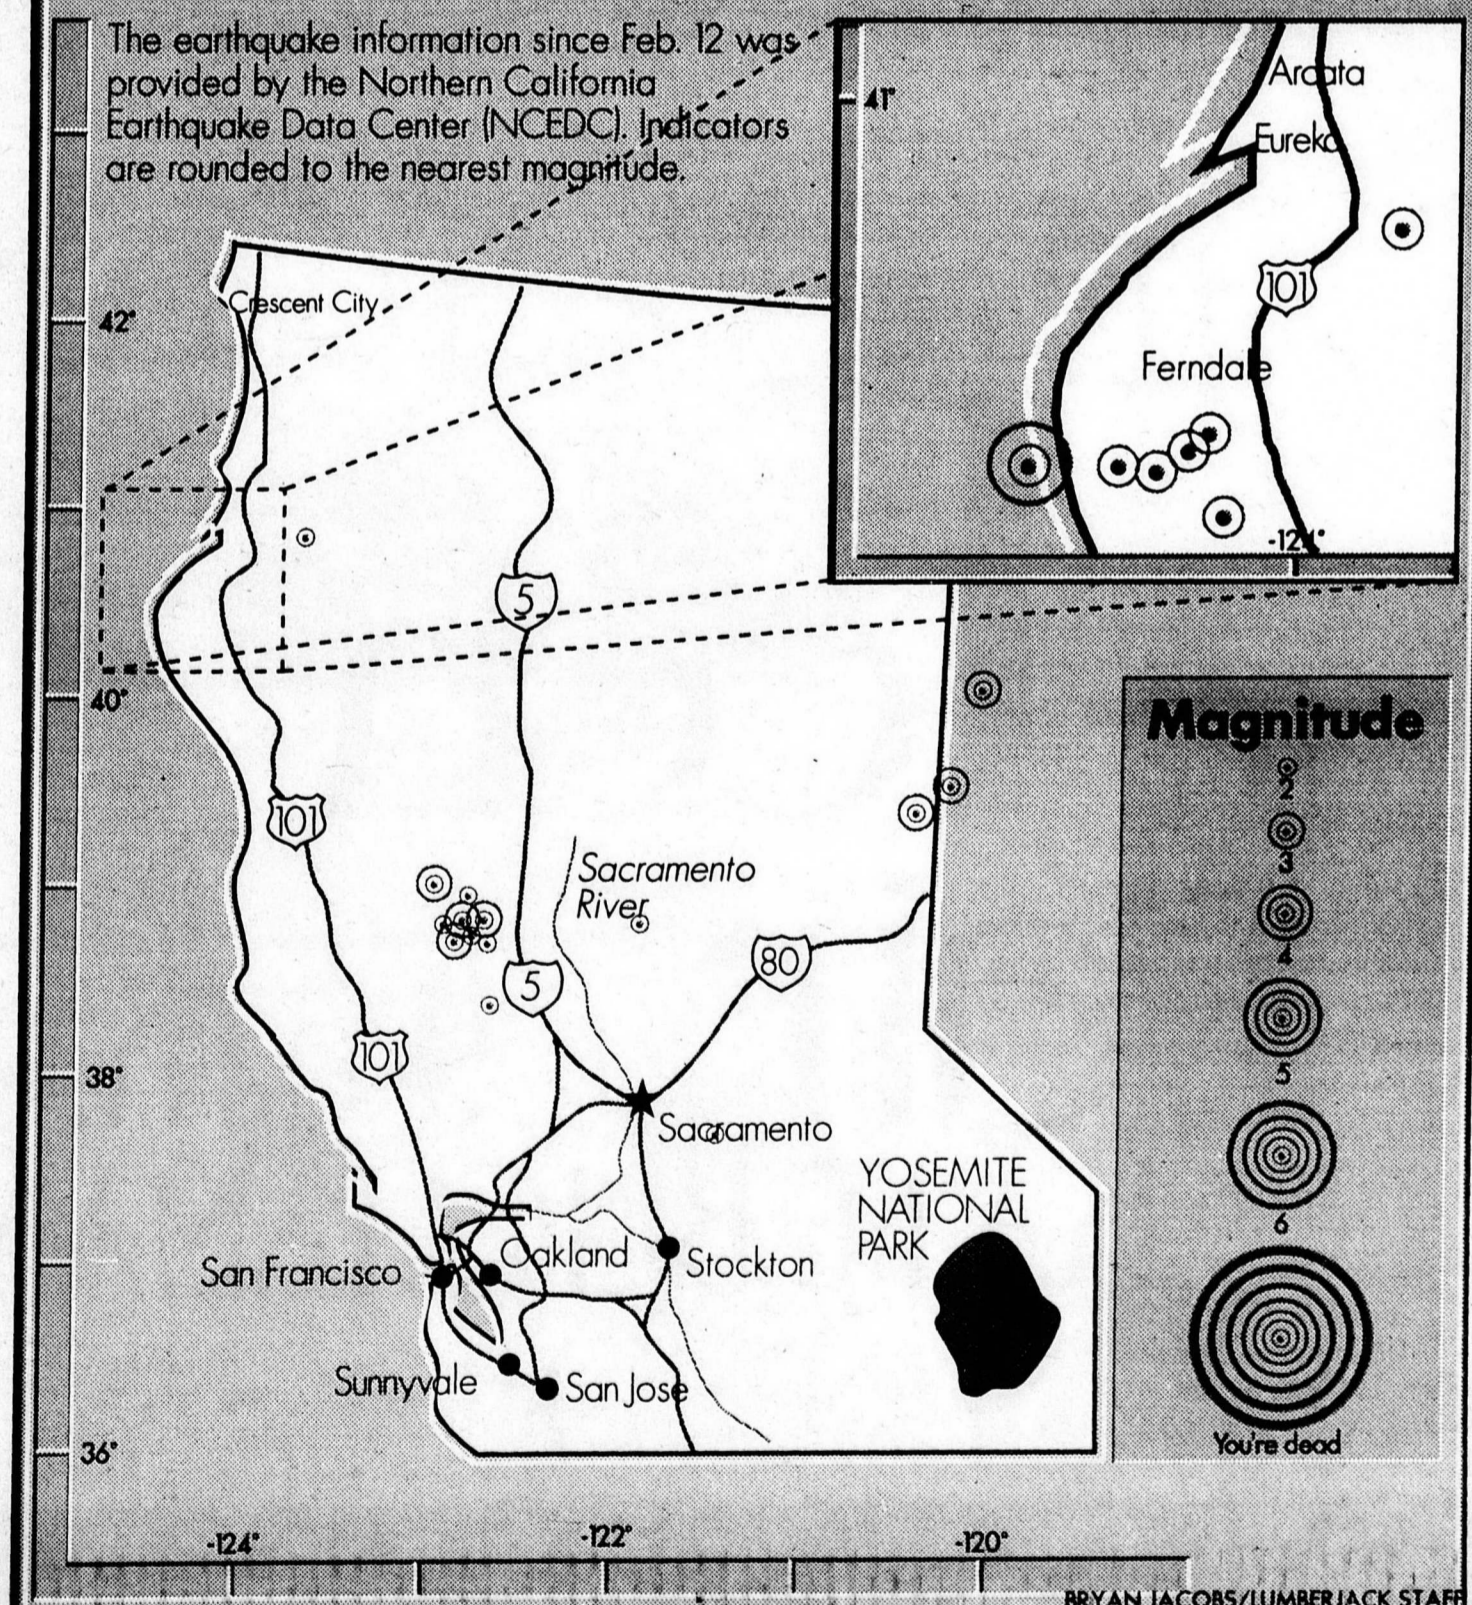 The earthquake information since Feb. 12 was
provided by the Northern California
Earthquake Data Center (NCEDC). Indicators
are rounded to the nearest magnitude.
41°
Arcata
Eureka
101
Ferndale
-124°
Crescent City
42°
5
40°
Magnitude
2
3
4
5
6
You're dead
101
Sacramento
River
80
5
101
38°
Sacramento
YOSEMITE
NATIONAL
PARK
San Francisco
Oakland
Stockton
Sunnyvale
San Jose
36°
-124°
-122°
-120°
BRYAN JACOBS/LUMBERJACK STAFF